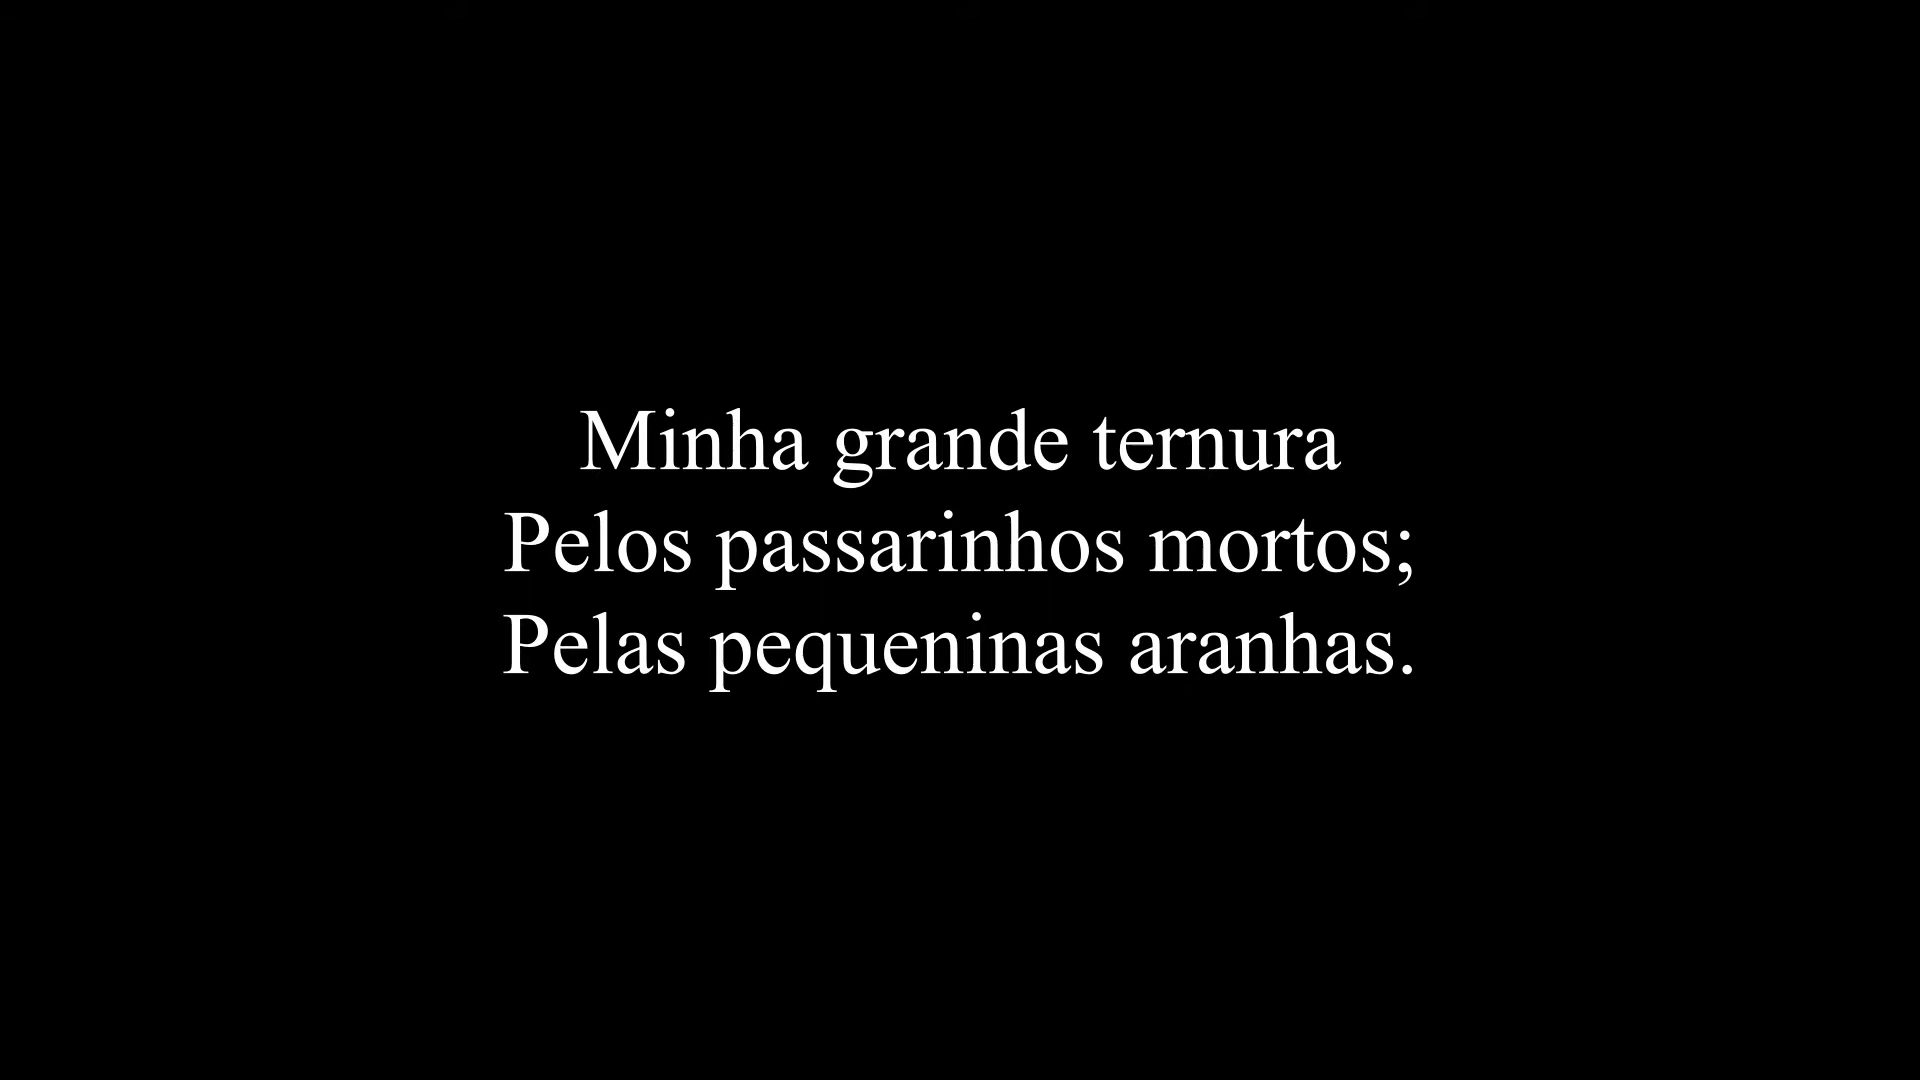 Minha grande ternura
Pelos passarinhos mortos;
Pelas pequeninas aranhas.